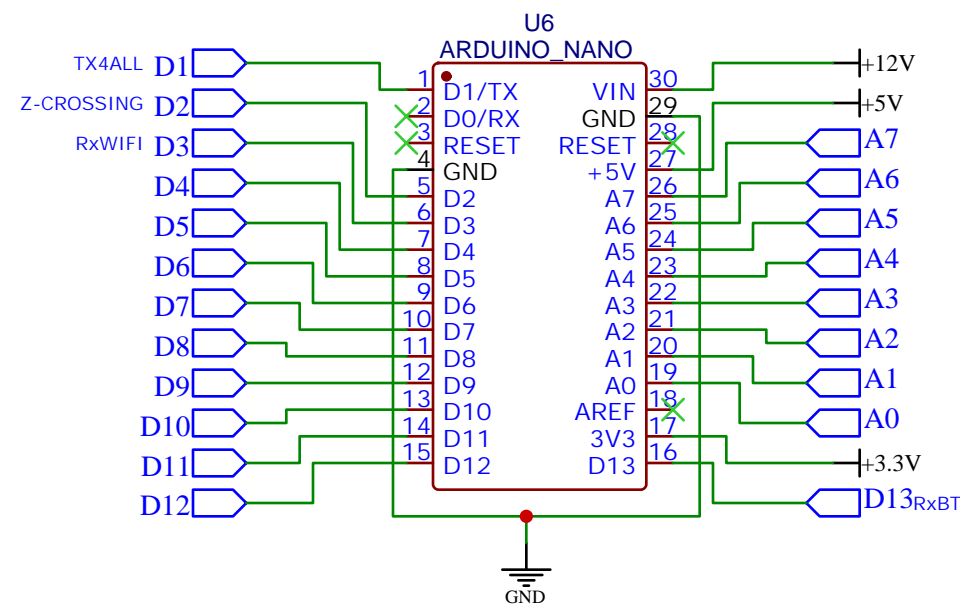 U6
ARDUINO_NANO
TX4ALL D1
Z-CROSSING D2
RxWIFI D3
D4
D5
D6
D7
D8
D9
D10
D11
D12
1 D1/TX
2 D0/RX
3 RESET
4 GND
5 D2
6 D3
7 D4
8 D5
9 D6
10 D7
11 D8
12 D9
13 D10
14 D11
15 D12
VIN 30
GND 29
RESET 28
+5V 27
A7 26
A6 25
A5 24
A4 23
A3 22
A2 21
A1 20
A0 19
AREF 18
3V3 17
D13 16
+12V
+5V
A7
A6
A5
A4
A3
A2
A1
A0
+3.3V
D13 RxBT
GND